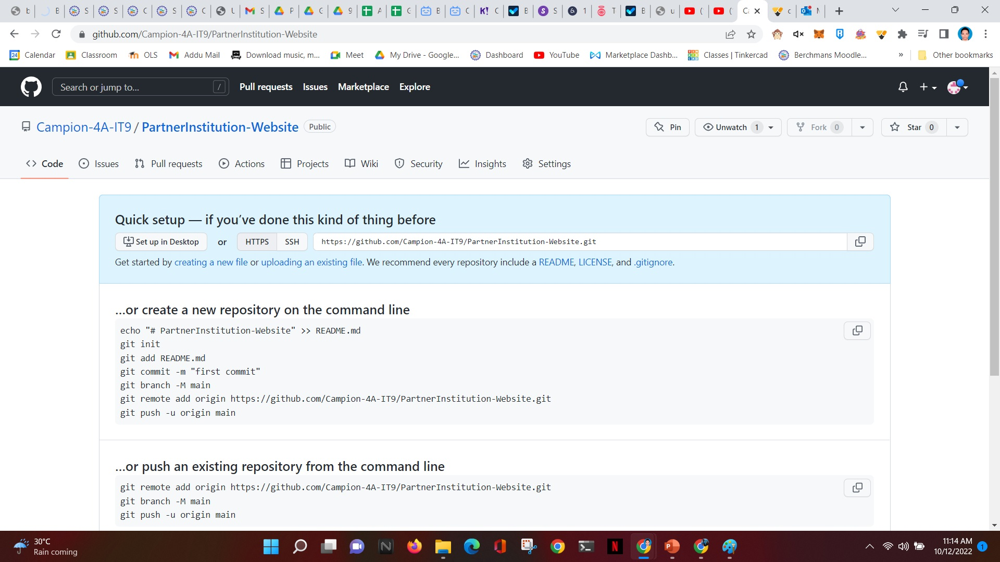 github.com/Campion-4A-IT9/PartnerInstitution-Website
Calendar Classroom OLS Addu Mail Download music, m... Meet My Drive - Google... Dashboard YouTube Marketplace Dashb... Classes | Tinkercad Berchmans Moodle... » Other bookmarks
Search or jump to... / Pull requests Issues Marketplace Explore
Campion-4A-IT9 / PartnerInstitution-Website Public Pin Unwatch 1 Fork 0 Star 0
Code Issues Pull requests Actions Projects Wiki Security Insights Settings
Quick setup — if you've done this kind of thing before
Set up in Desktop or HTTPS SSH https://github.com/Campion-4A-IT9/PartnerInstitution-Website.git
Get started by creating a new file or uploading an existing file. We recommend every repository include a README, LICENSE, and .gitignore.
...or create a new repository on the command line
echo "# PartnerInstitution-Website" >> README.md
git init
git add README.md
git commit -m "first commit"
git branch -M main
git remote add origin https://github.com/Campion-4A-IT9/PartnerInstitution-Website.git
git push -u origin main
...or push an existing repository from the command line
git remote add origin https://github.com/Campion-4A-IT9/PartnerInstitution-Website.git
git branch -M main
git push -u origin main
30°C
Rain coming
11:14 AM
10/12/2022 1